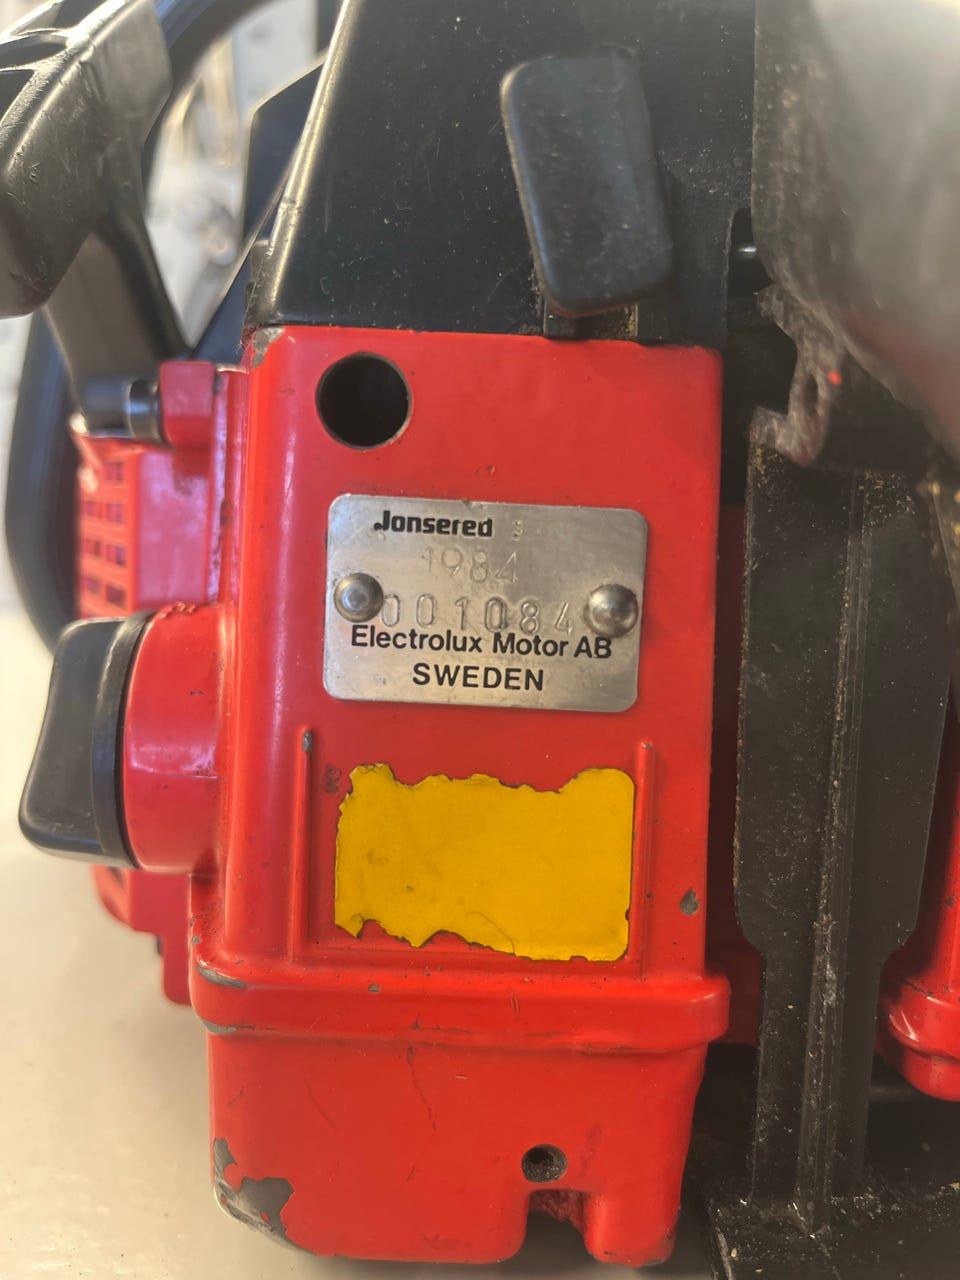 Jonsered
1984
001084
Electrolux Motor AB
SWEDEN